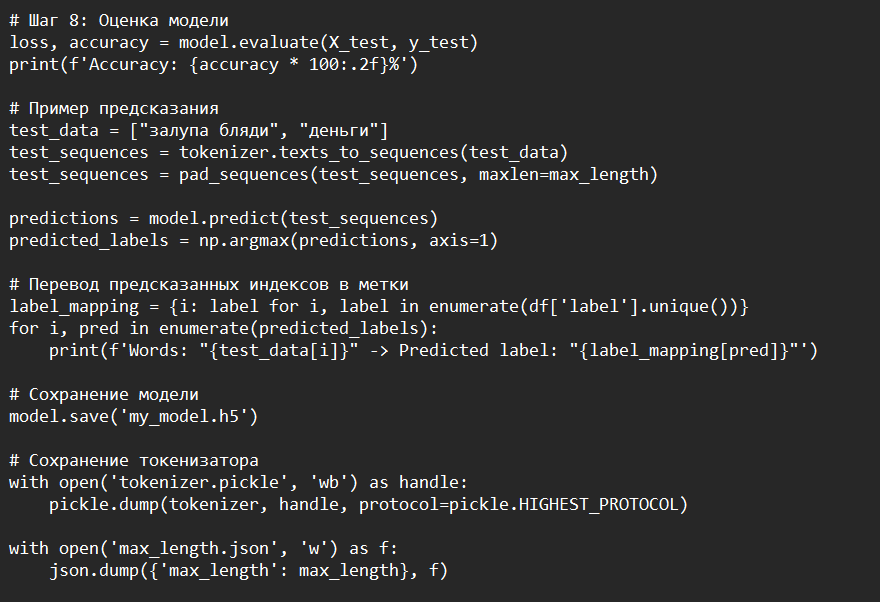 # Шаг 8: Оценка модели
loss, accuracy = model.evaluate(X_test, y_test)
print(f'Accuracy: {accuracy * 100:.2f}%')
# Пример предсказания
test_data = ["залупа бляди", "деньги"]
test_sequences = tokenizer.texts_to_sequences(test_data)
test_sequences = pad_sequences(test_sequences, maxlen=max_length)
predictions = model.predict(test_sequences)
predicted_labels = np.argmax(predictions, axis=1)
# Перевод предсказанных индексов в метки
label_mapping = {i: label for i, label in enumerate(df['label'].unique())}
for i, pred in enumerate(predicted_labels):
    print(f'Words: "{test_data[i]}" -> Predicted label: "{label_mapping[pred]}"')
# Сохранение модели
model.save('my_model.h5')
# Сохранение токенизатора
with open('tokenizer.pickle', 'wb') as handle:
    pickle.dump(tokenizer, handle, protocol=pickle.HIGHEST_PROTOCOL)
with open('max_length.json', 'w') as f:
    json.dump({'max_length': max_length}, f)